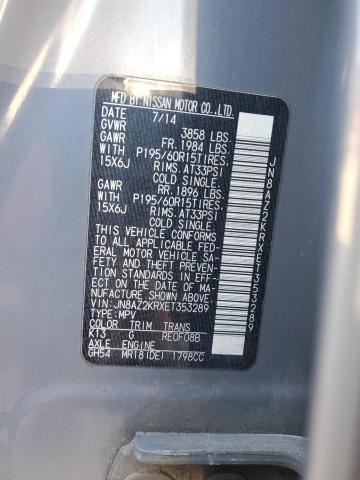 MFD BY NISSAN MOTOR CO.,LTD.
DATE 7/14
GVWR 3858 LBS.
GAWR FR. 1984 LBS.
WITH P195/60R15TIRES,
15X6J RIMS.AT33PSI
COLD SINGLE.
GAWR RR. 1896 LBS.
WITH P195/60R15TIRES,
15X6J RIMS.AT33PSI
COLD SINGLE.
THIS VEHICLE CONFORMS
TO ALL APPLICABLE FED-
ERAL MOTOR VEHICLE SA-
FETY AND THEFT PREVEN-
TION STANDARDS IN EFF-
ECT ON THE DATE OF MA-
NUFACTURE SHOWN ABOVE.
VIN: JN8AZ2KRXET353289
TYPE: MPV
COLOR TRIM TRANS
K13 G RE0F08B
AXLE ENGINE
GH54 MR18(DE) 1798CC
JN8AZ2KRXET353289